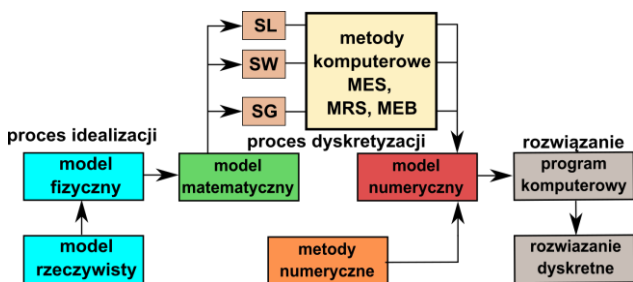 SL
SW
SG
metody
komputerowe
MES,
MRS, MEB
proces idealizacji
proces dyskretyzacji
rozwiązanie
model
fizyczny
model
matematyczny
model
numeryczny
program
komputerowy
model
rzeczywisty
metody
numeryczne
rozwiazanie
dyskretne